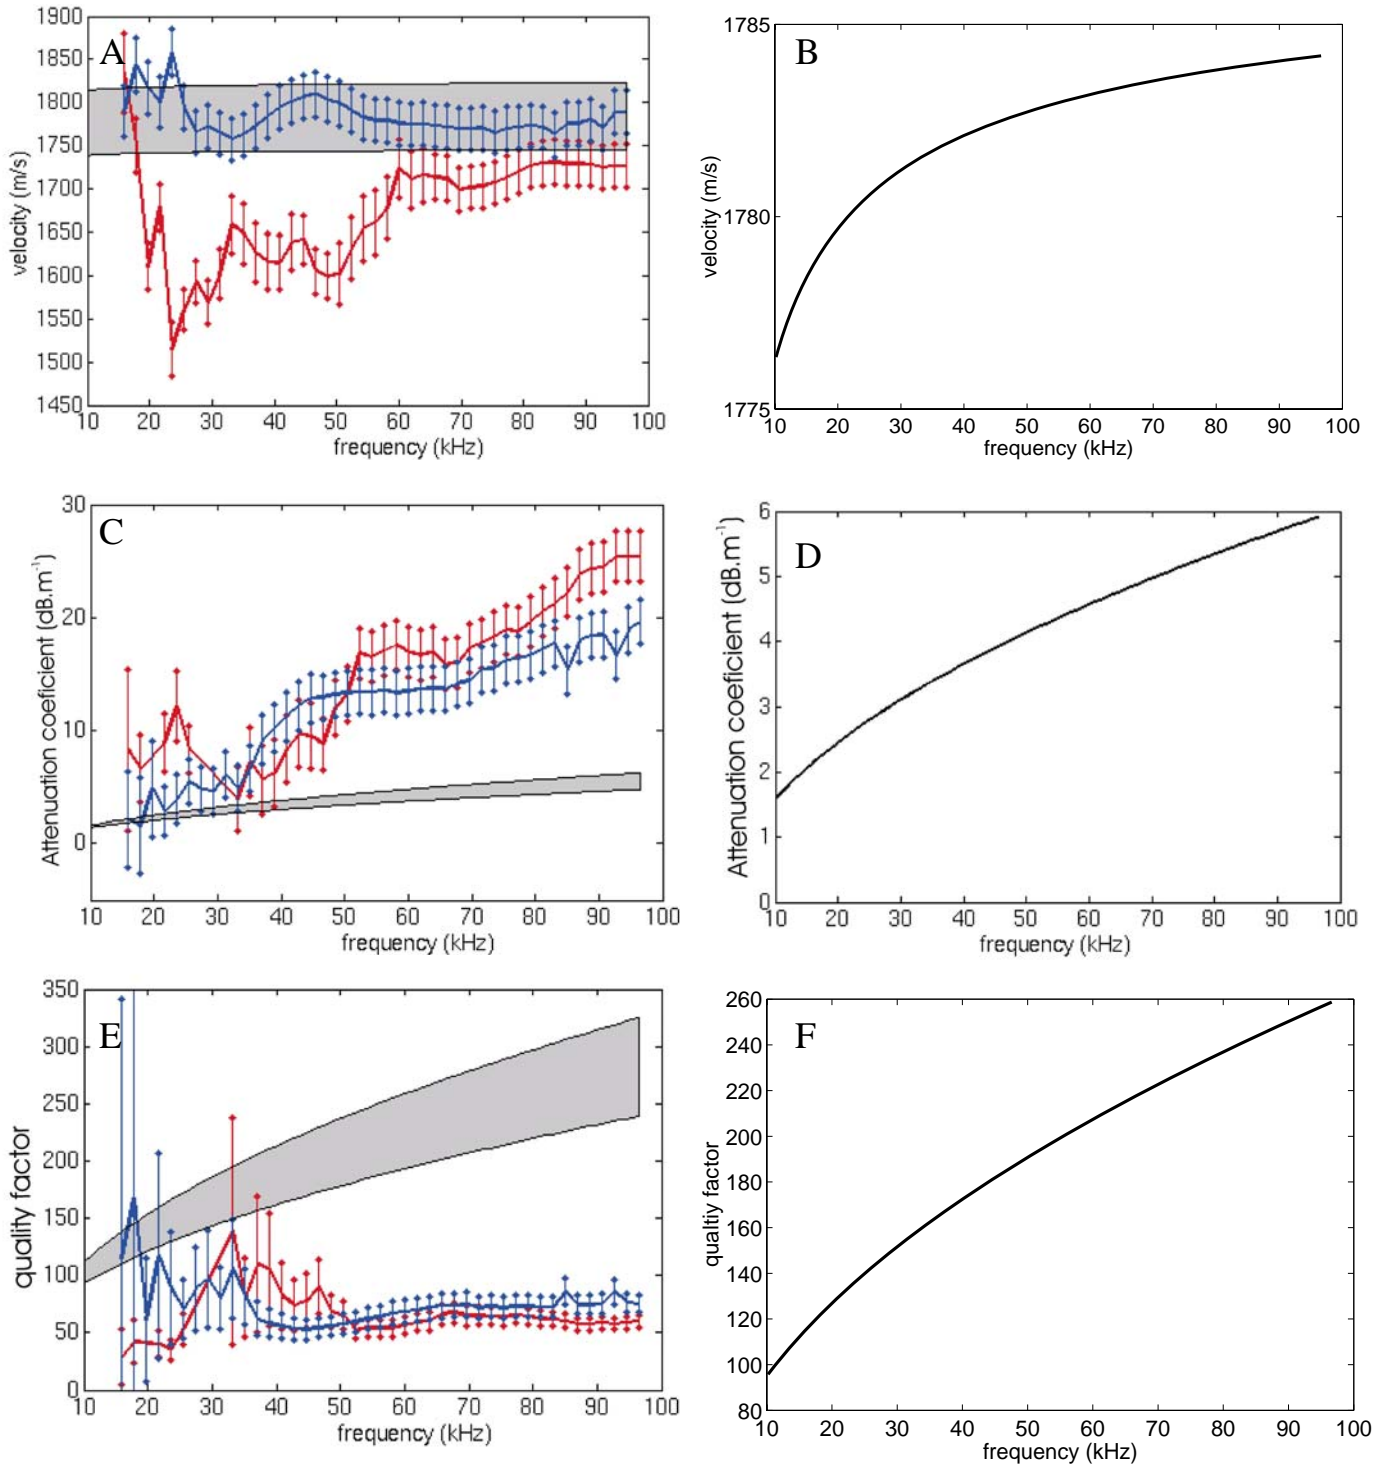 A
1900
1850
1800
1750
1700
1650
1600
1550
1500
1450
velocity (m/s)
10 20 30 40 50 60 70 80 90 100
frequency (kHz)
B
1785
1780
1775
velocity (m/s)
10 20 30 40 50 60 70 80 90 100
frequency (kHz)
C
30
20
10
0
Attenuation coeficient (dB.m⁻¹)
10 20 30 40 50 60 70 80 90 100
frequency (kHz)
D
6
5
4
3
2
1
0
Attenuation coeficient (dB.m⁻¹)
10 20 30 40 50 60 70 80 90 100
frequency (kHz)
E
350
300
250
200
150
100
50
0
quality factor
10 20 30 40 50 60 70 80 90 100
frequency (kHz)
F
260
240
220
200
180
160
140
120
100
80
qualtiy factor
10 20 30 40 50 60 70 80 90 100
frequency (kHz)